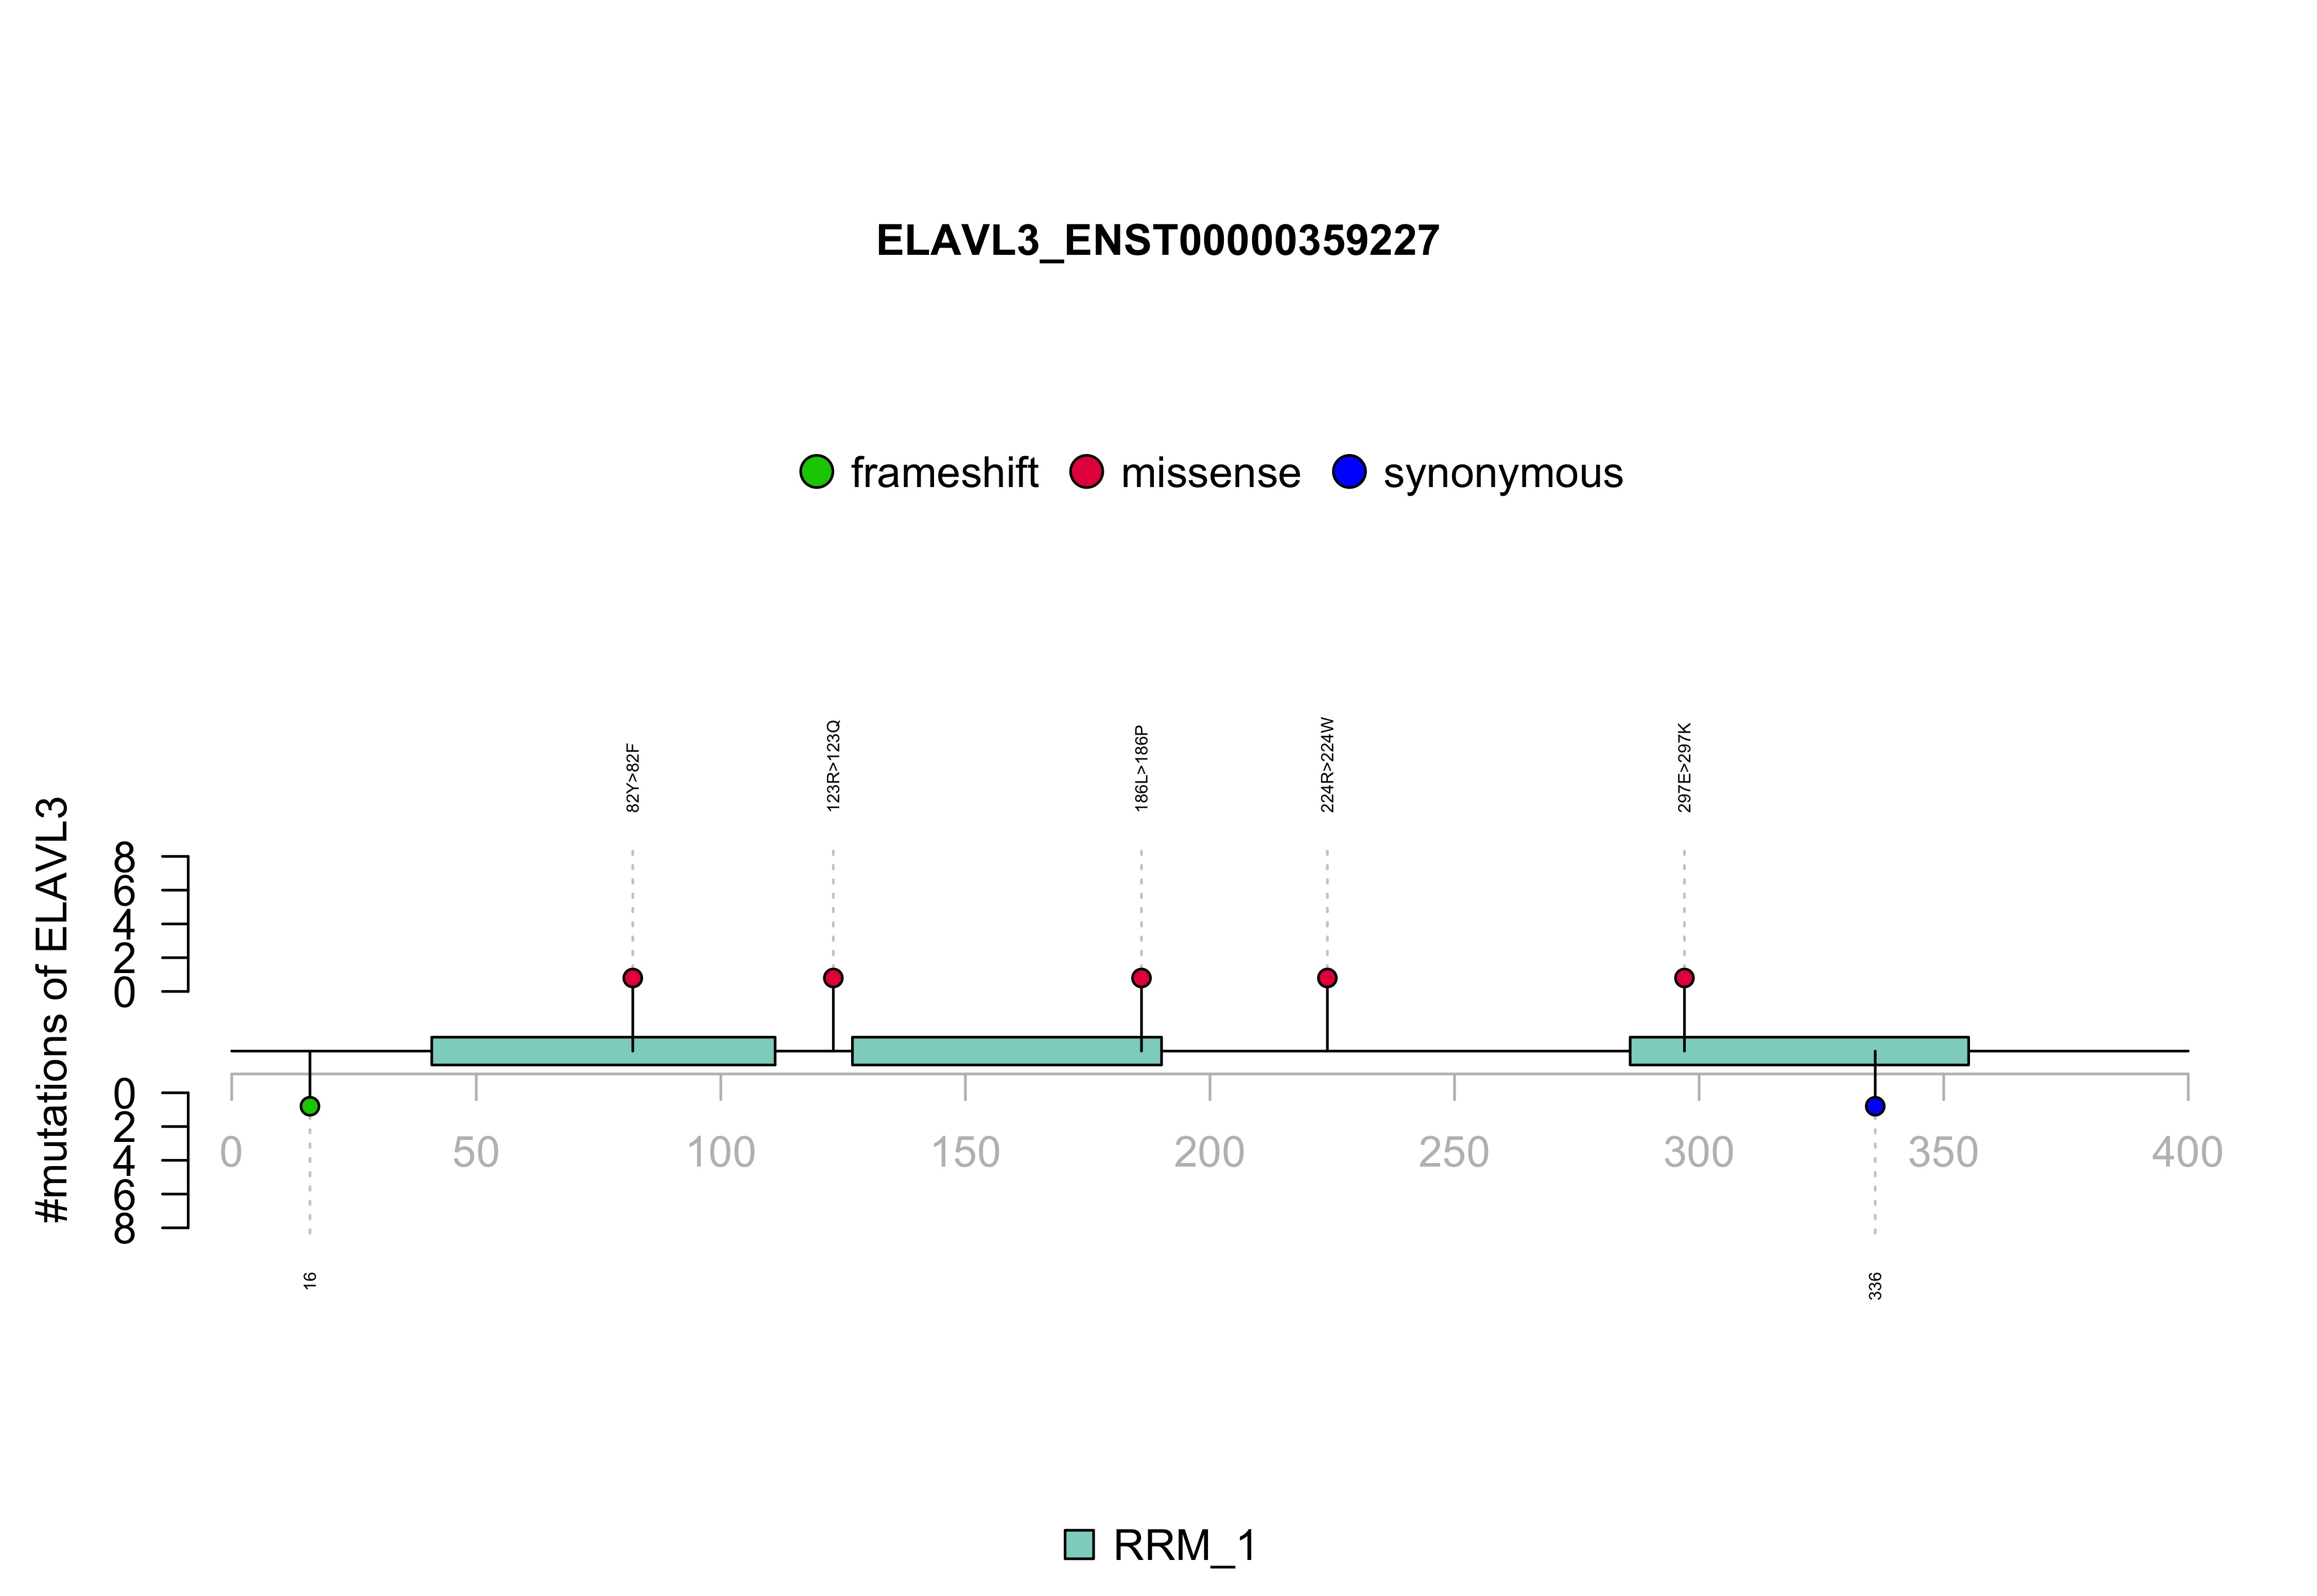 ELAVL3_ENST00000359227
frameshift missense synonymous
82Y>82F
123R>123Q
186L>186P
224R>224W
297E>297K
#mutations of ELAVL3
8
6
4
2
0
0
2
4
6
8
0 50 100 150 200 250 300 350 400
16
336
RRM_1